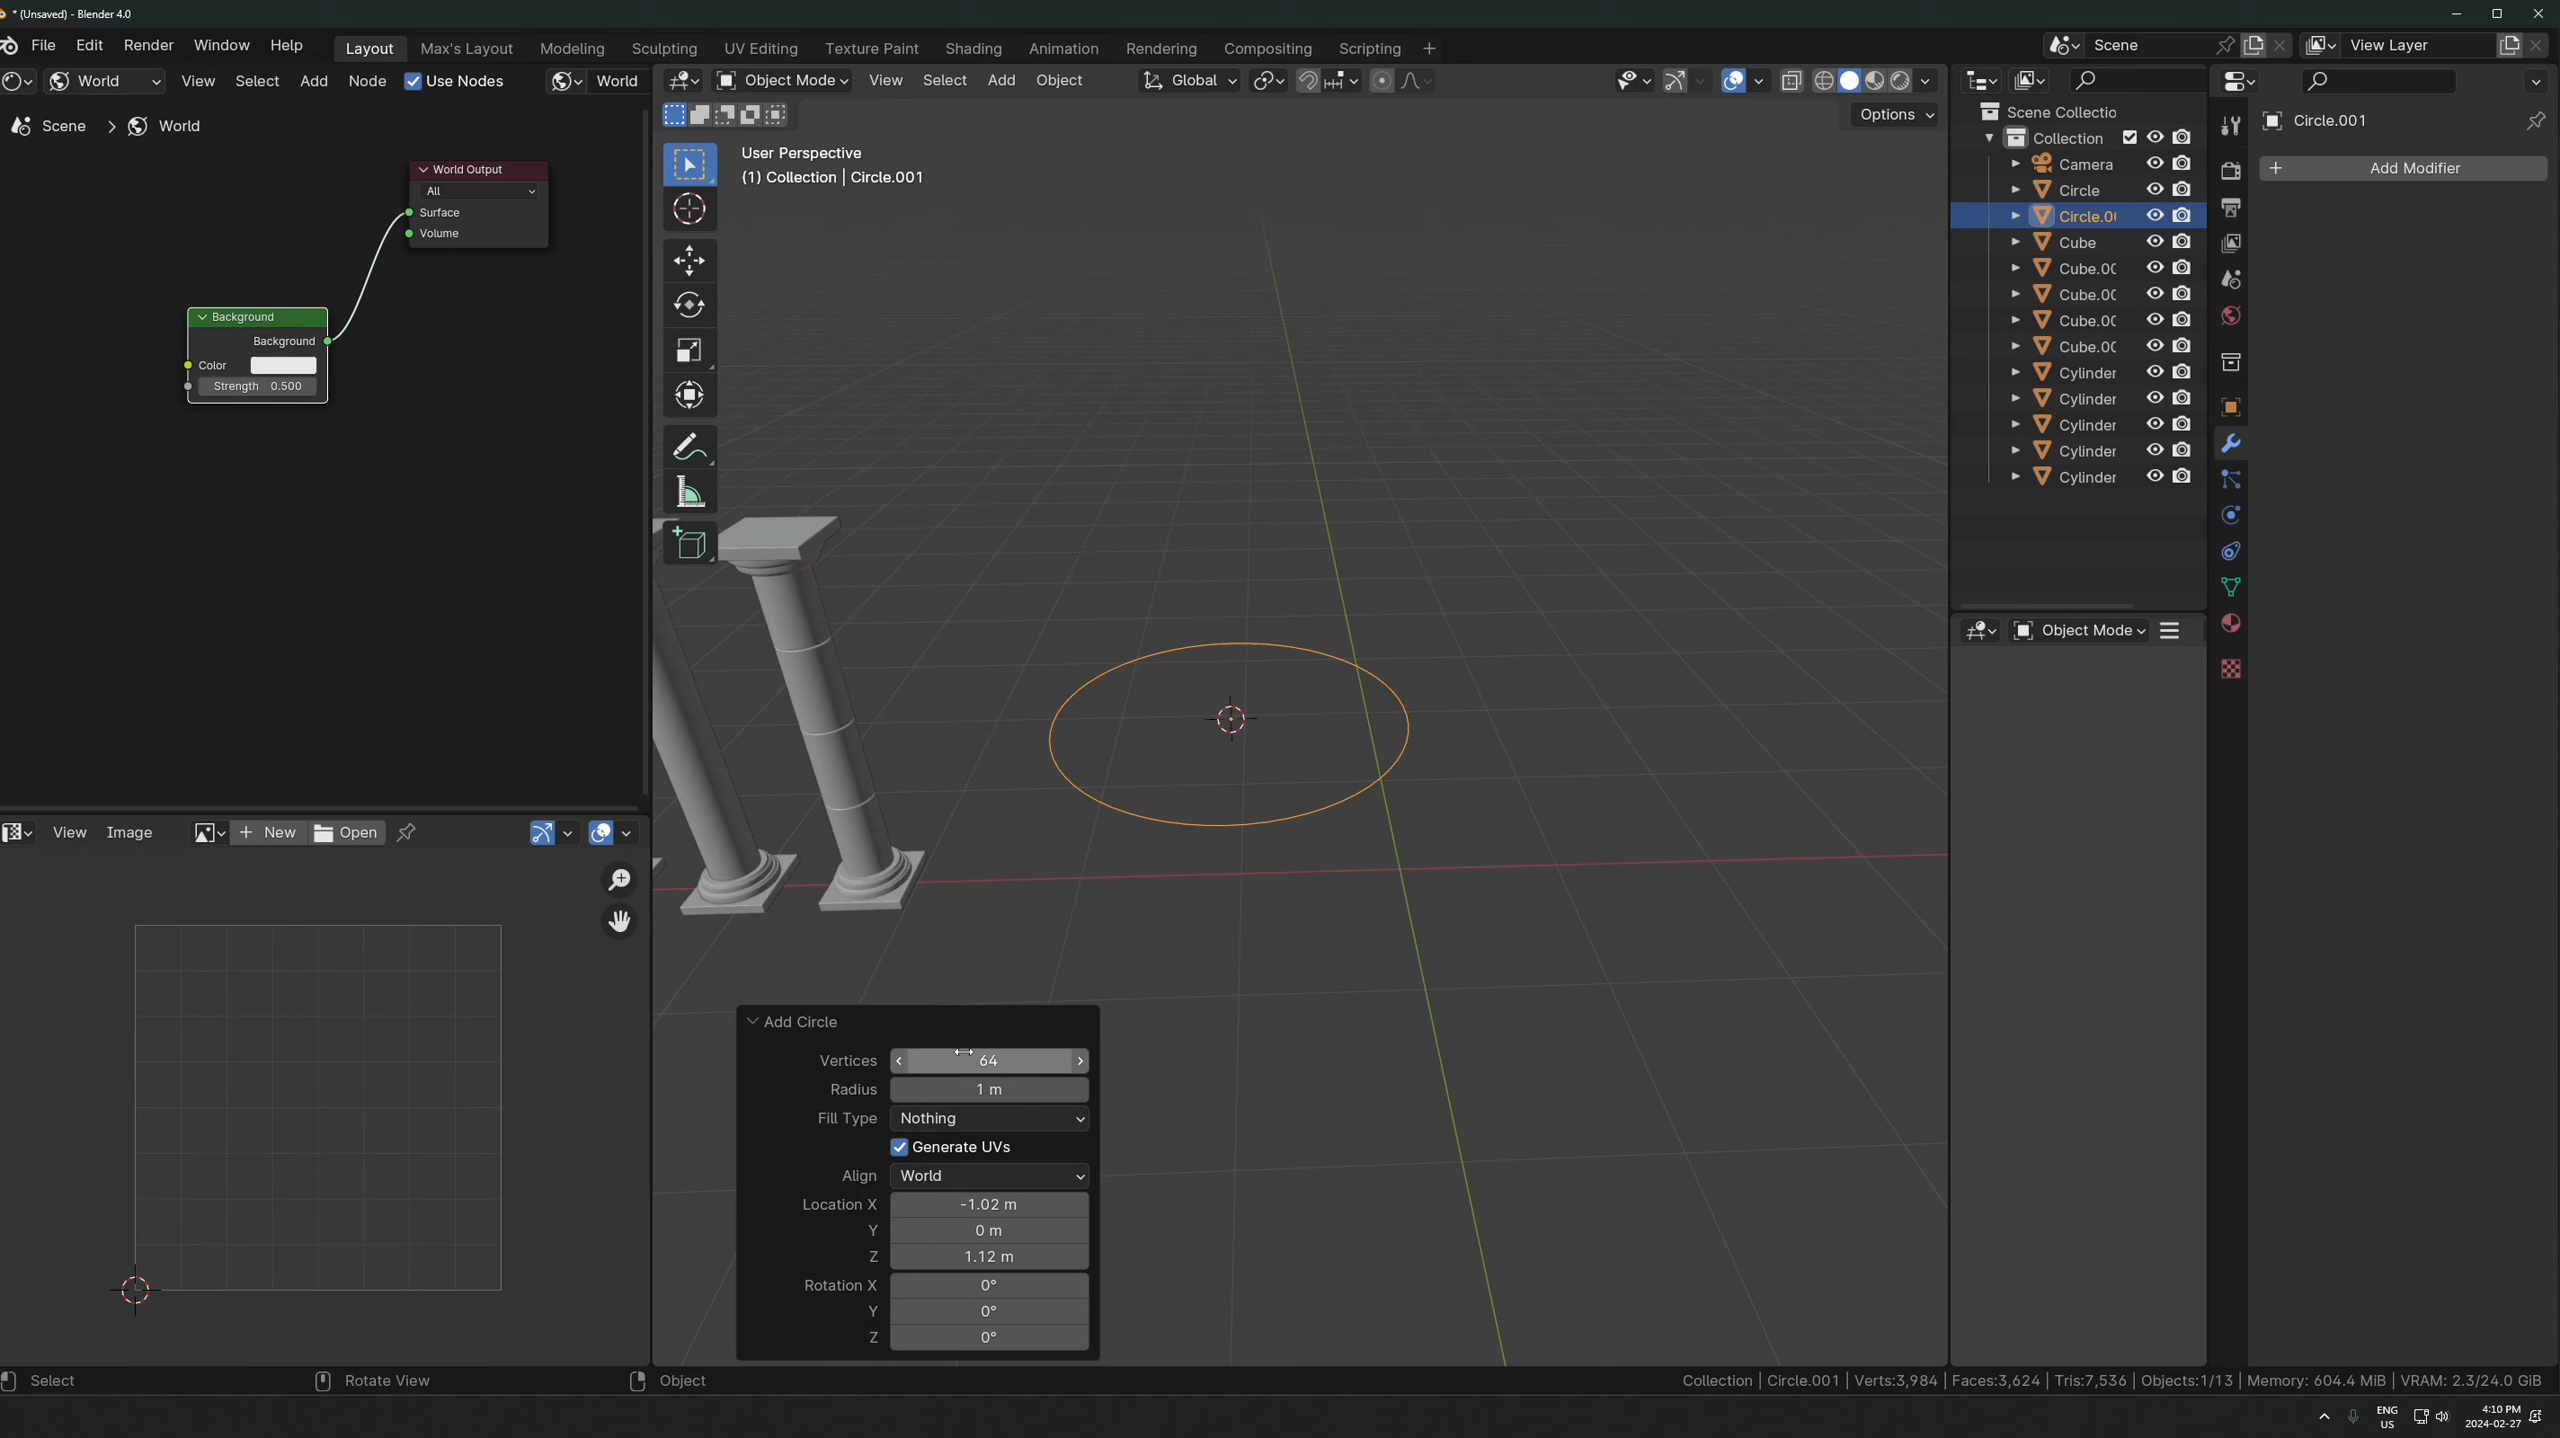 * (Unsaved) - Blender 4.0
File Edit Render Window Help Layout Max's Layout Modeling Sculpting UV Editing Texture Paint Shading Animation Rendering Compositing Scripting + Scene View Layer
World View Select Add Node Use Nodes World
Object Mode View Select Add Object Global
Options
Scene > World
World Output
All
Surface
Volume
Background
Background
Color
Strength 0.500
User Perspective
(1) Collection | Circle.001
Scene Collectio
Collection
Camera
Circle
Circle.0(
Cube
Cube.0(
Cube.0(
Cube.0(
Cube.0(
Cylinder
Cylinder
Cylinder
Cylinder
Cylinder
Object Mode
Circle.001
+ Add Modifier
View Image + New Open
Add Circle
Vertices < 64 >
Radius 1 m
Fill Type Nothing
Generate UVs
Align World
Location X -1.02 m
Y 0 m
Z 1.12 m
Rotation X 0°
Y 0°
Z 0°
Select Rotate View Object
Collection | Circle.001 | Verts:3,984 | Faces:3,624 | Tris:7,536 | Objects:1/13 | Memory: 604.4 MiB | VRAM: 2.3/24.0 GiB
ENG
US
4:10 PM
2024-02-27